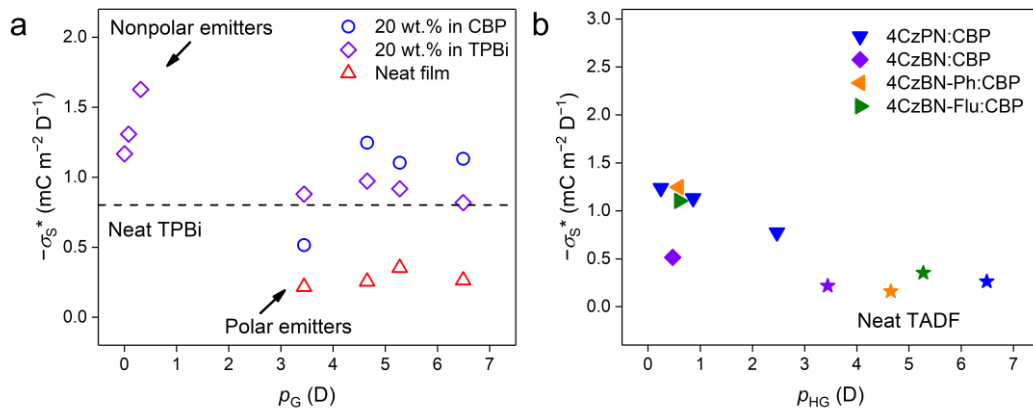 a
Nonpolar emitters
20 wt.% in CBP
20 wt.% in TPBi
Neat film
2.0
1.5
1.0
0.5
0.0
−σS* (mC m−2 D−1)
Neat TPBi
Polar emitters
0 1 2 3 4 5 6 7
pG (D)
b
4CzPN:CBP
4CzBN:CBP
4CzBN-Ph:CBP
4CzBN-Flu:CBP
3.0
2.5
2.0
1.5
1.0
0.5
0.0
−σS* (mC m−2 D−1)
Neat TADF
0 1 2 3 4 5 6 7
pHG (D)